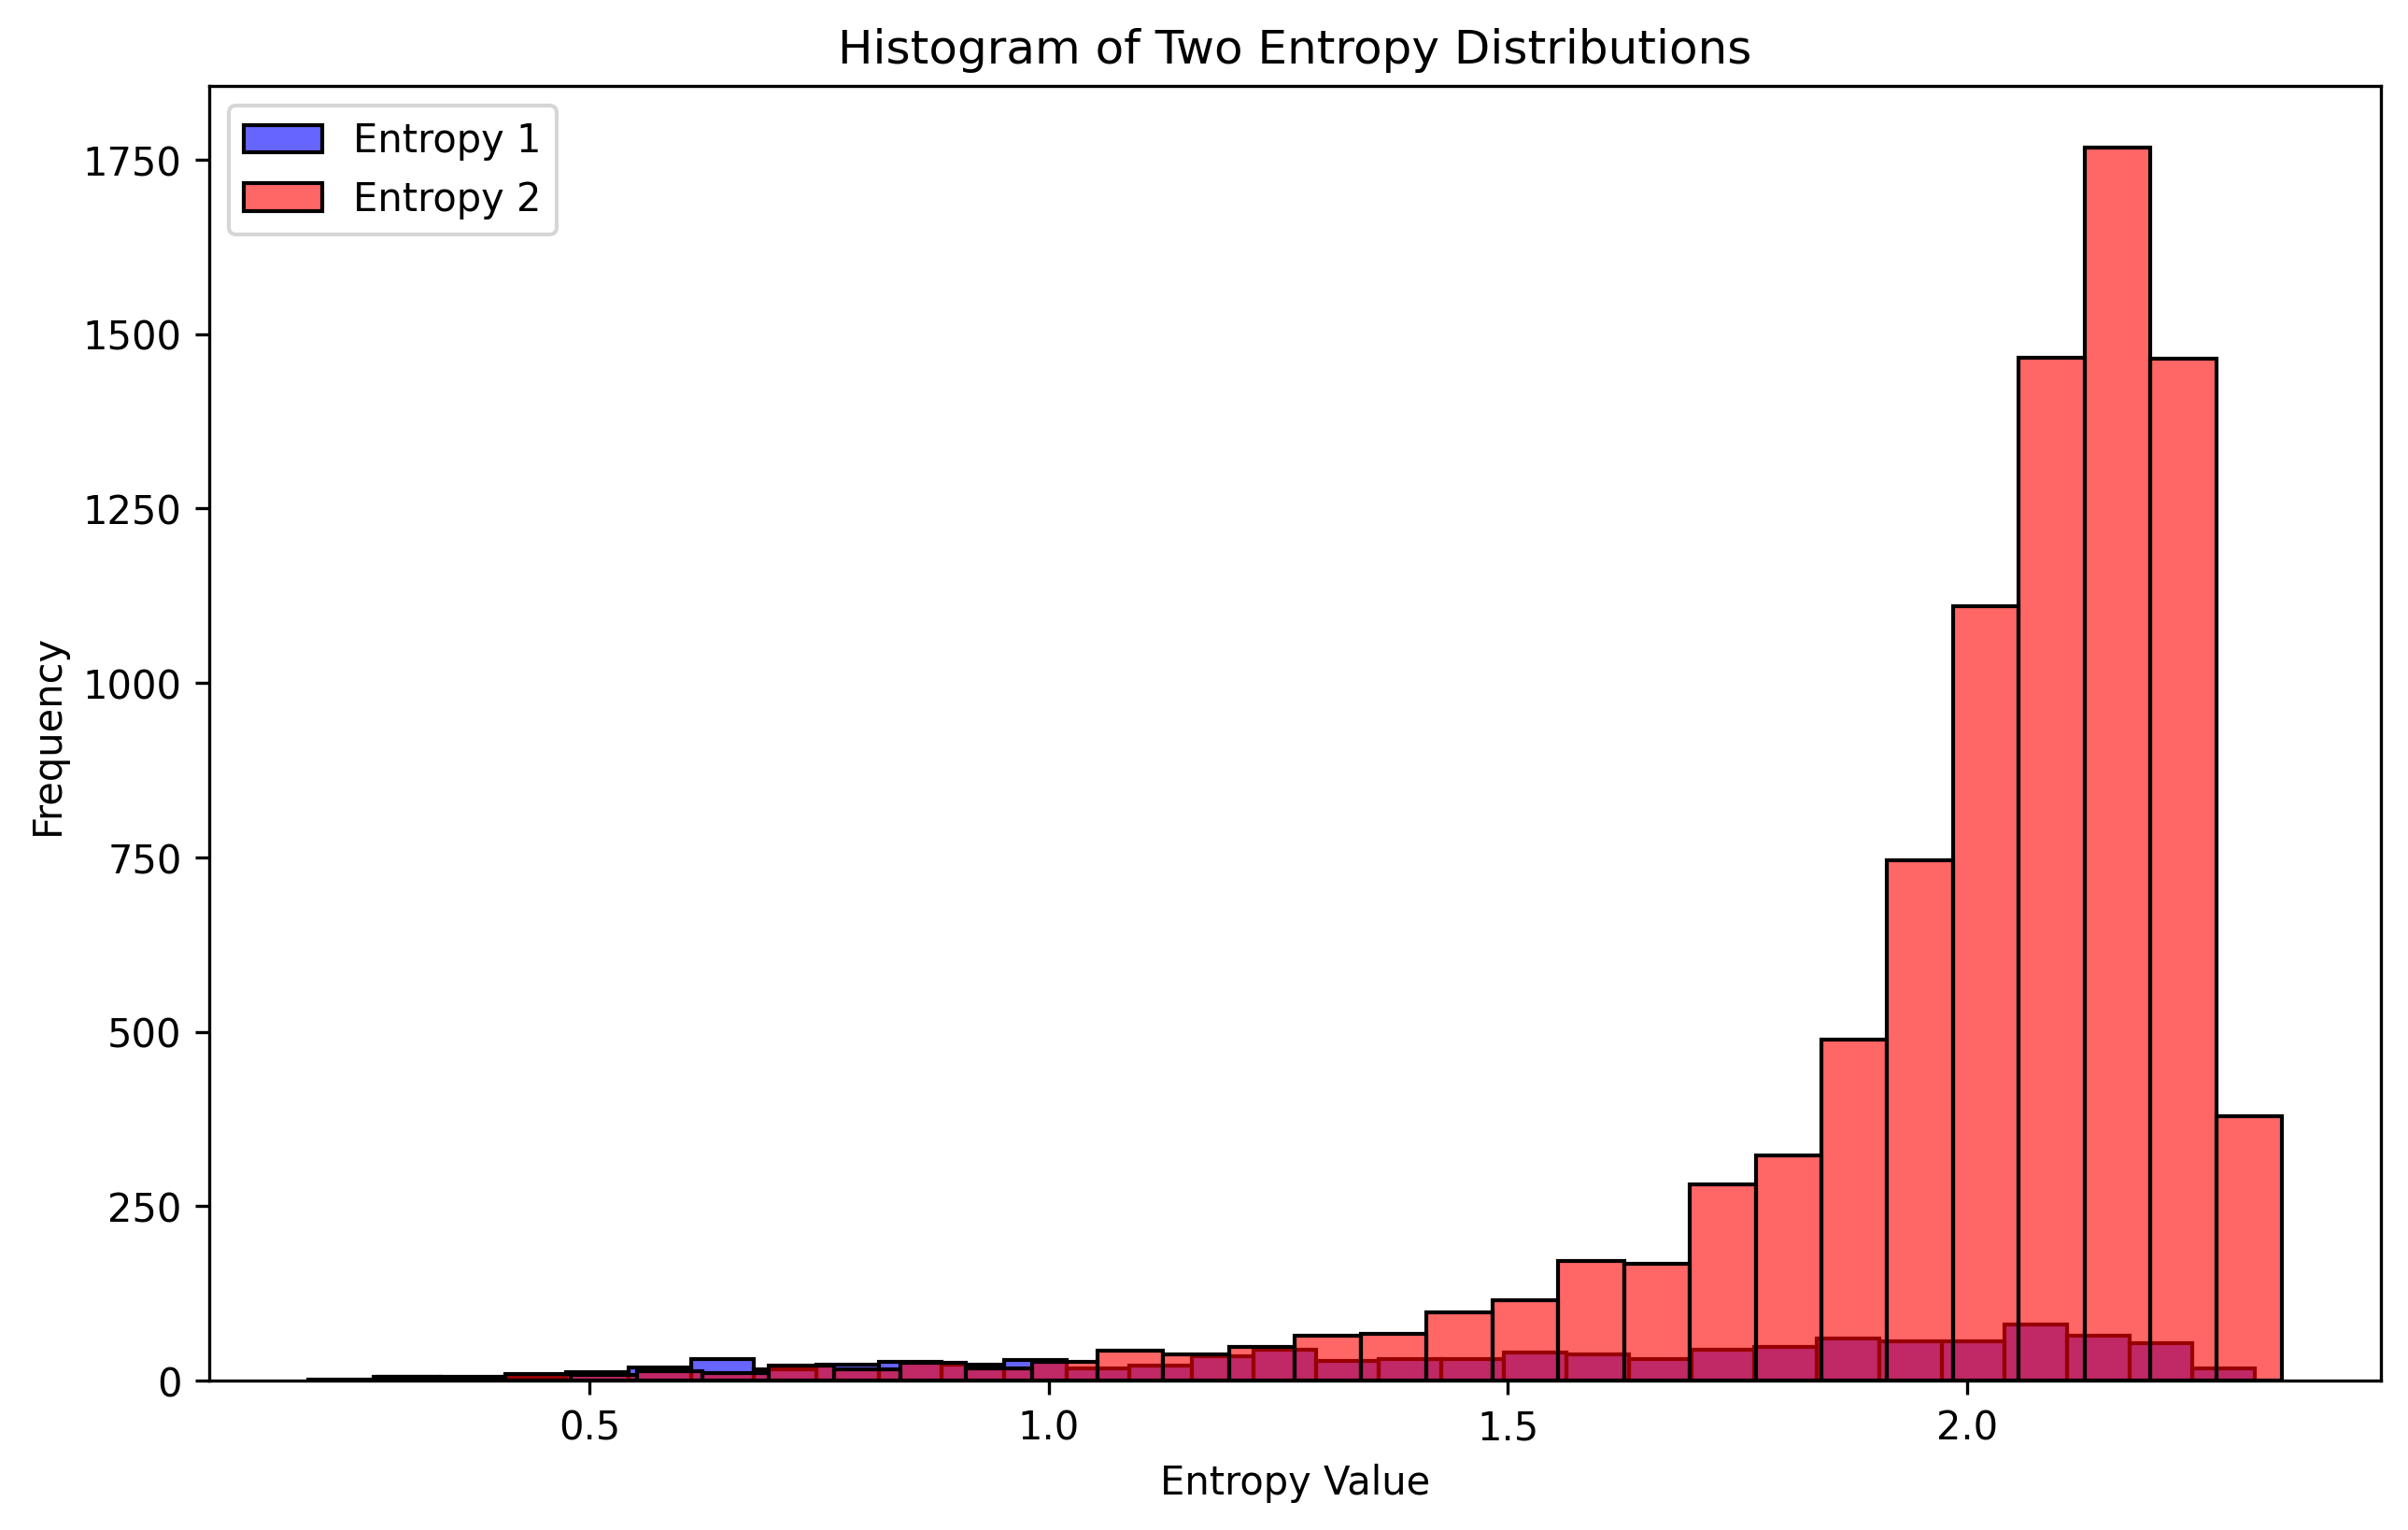 Histogram of Two Entropy Distributions
Entropy 1
Entropy 2
Frequency
1750
1500
1250
1000
750
500
250
0
0.5 1.0 1.5 2.0
Entropy Value